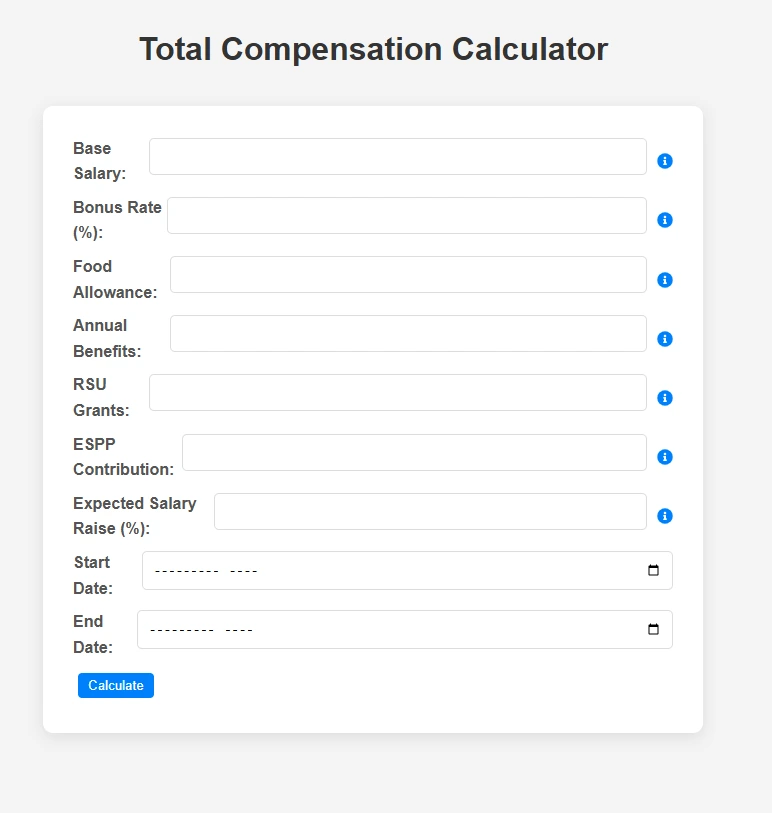 Total Compensation Calculator
Base
Salary:
Bonus Rate
(%):
Food
Allowance:
Annual
Benefits:
RSU
Grants:
ESPP
Contribution:
Expected Salary
Raise (%):
Start
Date:
--------- ----
End
Date:
--------- ----
Calculate